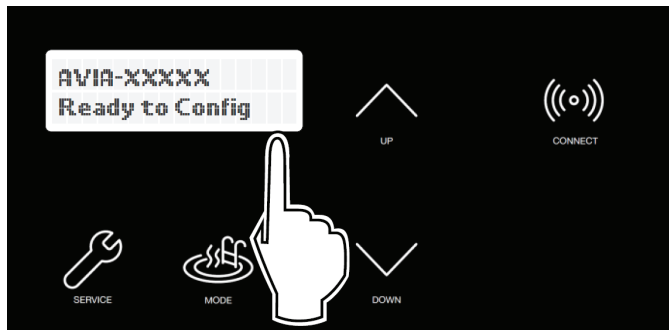 AVIA-XXXXX
Ready to Config
UP
CONNECT
SERVICE
MODE
DOWN